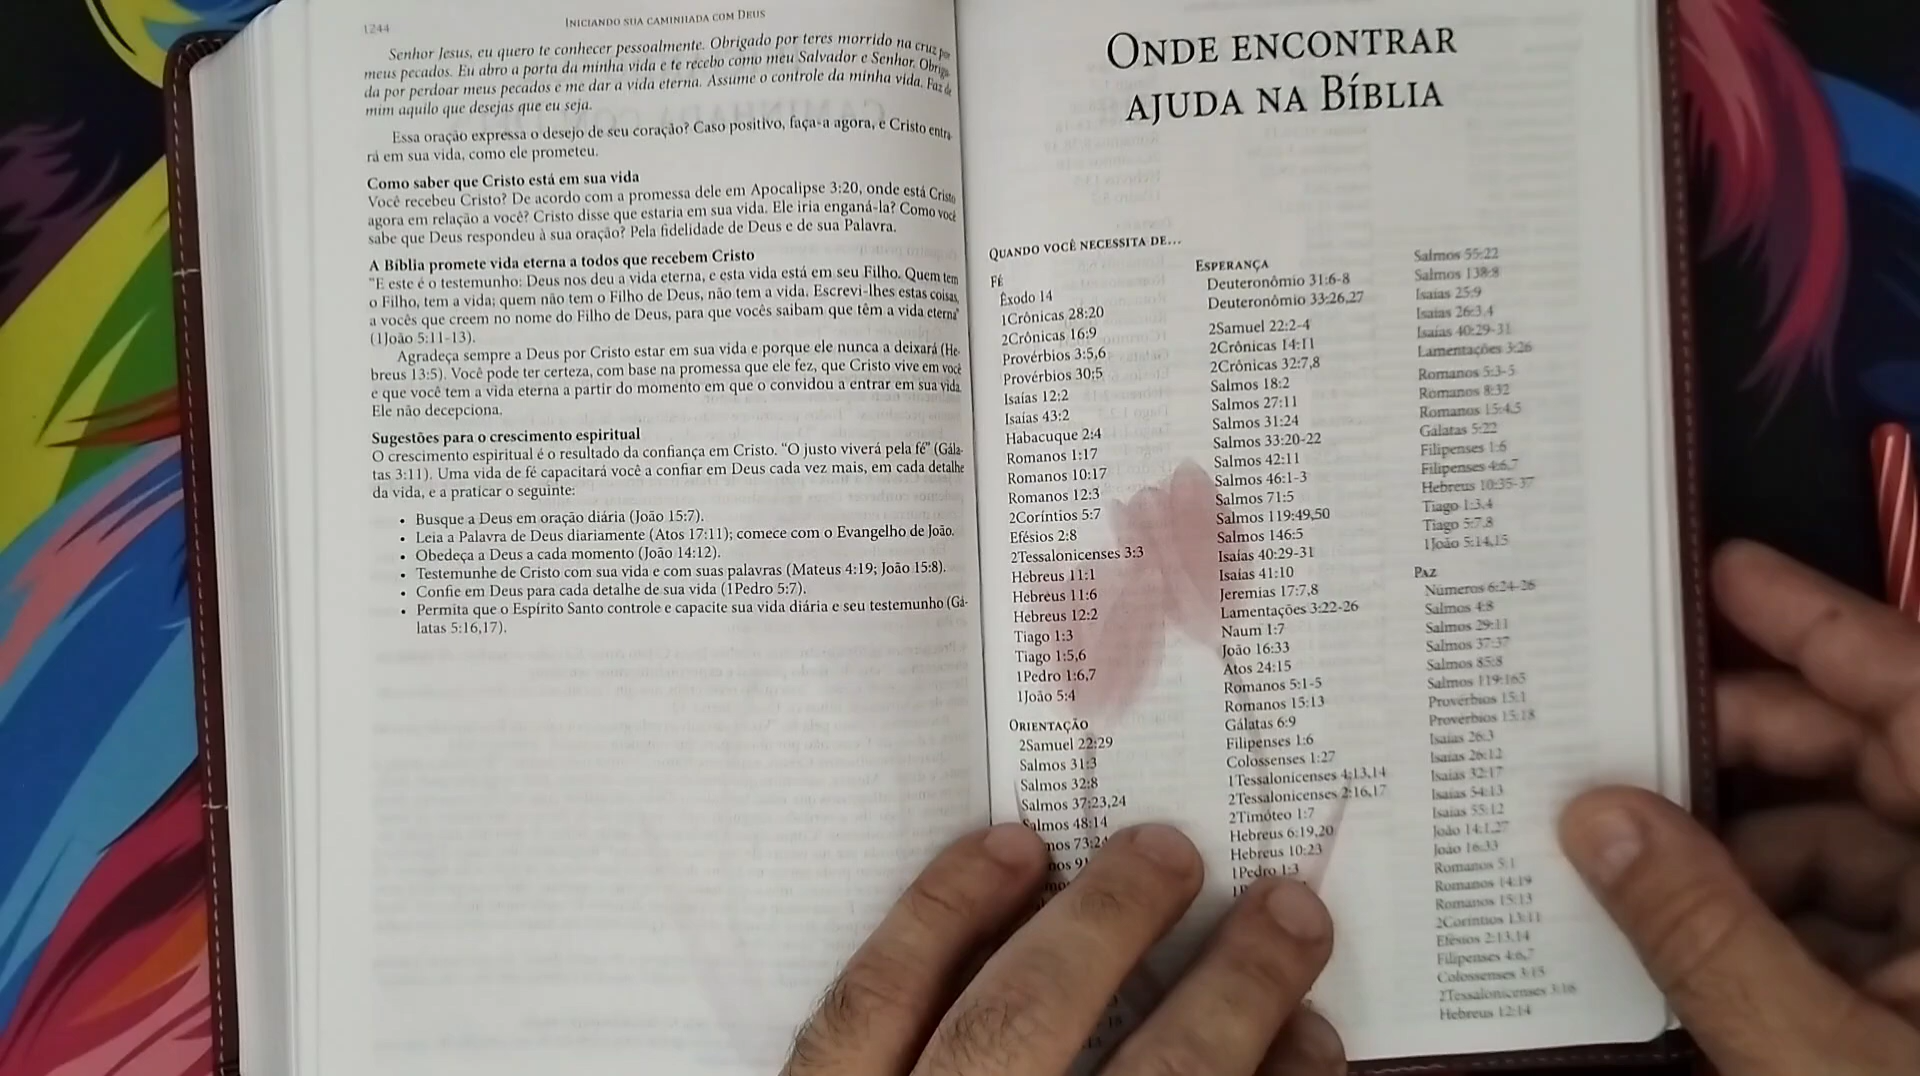 1244
INICIANDO SUA CAMINHADA COM DEUS
Senhor Jesus, eu quero te conhecer pessoalmente. Obrigado por teres morrido na cruz por
meus pecados. Eu abro a porta da minha vida e te recebo como meu Salvador e Senhor. Obriga-
da por perdoar meus pecados e me dar a vida eterna. Assume o controle da minha vida. Faz de
mim aquilo que desejas que eu seja.
Essa oração expressa o desejo de seu coração? Caso positivo, faça-a agora, e Cristo entra-
rá em sua vida, como ele prometeu.
Como saber que Cristo está em sua vida
Você recebeu Cristo? De acordo com a promessa dele em Apocalipse 3:20, onde está Cristo
agora em relação a você? Cristo disse que estaria em sua vida. Ele iria enganá-la? Como você
sabe que Deus respondeu à sua oração? Pela fidelidade de Deus e de sua Palavra.
A Bíblia promete vida eterna a todos que recebem Cristo
"E este é o testemunho: Deus nos deu a vida eterna, e esta vida está em seu Filho. Quem tem
o Filho, tem a vida; quem não tem o Filho de Deus, não tem a vida. Escrevi-lhes estas coisas,
a vocês que creem no nome do Filho de Deus, para que vocês saibam que têm a vida eterna"
(1João 5:11-13).
Agradeça sempre a Deus por Cristo estar em sua vida e porque ele nunca a deixará (He-
breus 13:5). Você pode ter certeza, com base na promessa que ele fez, que Cristo vive em você
e que você tem a vida eterna a partir do momento em que o convidou a entrar em sua vida.
Ele não decepciona.
Sugestões para o crescimento espiritual
O crescimento espiritual é o resultado da confiança em Cristo. "O justo viverá pela fé" (Gála-
tas 3:11). Uma vida de fé capacitará você a confiar em Deus cada vez mais, em cada detalhe
da vida, e a praticar o seguinte:
• Busque a Deus em oração diária (João 15:7).
• Leia a Palavra de Deus diariamente (Atos 17:11); comece com o Evangelho de João.
• Obedeça a Deus a cada momento (João 14:12).
• Testemunhe de Cristo com sua vida e com suas palavras (Mateus 4:19; João 15:8).
• Confie em Deus para cada detalhe de sua vida (1Pedro 5:7).
• Permita que o Espírito Santo controle e capacite sua vida diária e seu testemunho (Gá-
latas 5:16,17).
ONDE ENCONTRAR
AJUDA NA BÍBLIA
QUANDO VOCÊ NECESSITA DE...
FÉ
Êxodo 14
1Crônicas 28:20
2Crônicas 16:9
Provérbios 3:5,6
Provérbios 30:5
Isaías 12:2
Isaías 43:2
Habacuque 2:4
Romanos 1:17
Romanos 10:17
Romanos 12:3
2Coríntios 5:7
Efésios 2:8
2Tessalonicenses 3:3
Hebreus 11:1
Hebreus 11:6
Hebreus 12:2
Tiago 1:3
Tiago 1:5,6
1Pedro 1:6,7
1João 5:4
ORIENTAÇÃO
2Samuel 22:29
Salmos 31:3
Salmos 32:8
Salmos 37:23,24
Salmos 48:14
ESPERANÇA
Deuteronômio 31:6-8
Deuteronômio 33:26,27
2Samuel 22:2-4
2Crônicas 14:11
2Crônicas 32:7,8
Salmos 18:2
Salmos 27:11
Salmos 31:24
Salmos 33:20-22
Salmos 42:11
Salmos 46:1-3
Salmos 71:5
Salmos 119:49,50
Salmos 146:5
Isaías 40:29-31
Isaías 41:10
Jeremias 17:7,8
Lamentações 3:22-26
Naum 1:7
João 16:33
Atos 24:15
Romanos 5:1-5
Romanos 15:13
Gálatas 6:9
Filipenses 1:6
Colossenses 1:27
1Tessalonicenses 4:13,14
2Tessalonicenses 2:16,17
2Timóteo 1:7
Hebreus 6:19,20
Hebreus 10:23
1Pedro 1:3
Salmos 55:22
Salmos 138:8
Isaías 25:9
Isaías 26:3,4
Isaías 40:29-31
Lamentações 3:26
Romanos 5:3-5
Romanos 8:32
Romanos 15:4,5
Gálatas 5:22
Filipenses 1:6
Filipenses 4:6,7
Hebreus 10:35-37
Tiago 1:3,4
Tiago 5:7,8
1João 5:14,15
PAZ
Números 6:24-26
Salmos 4:8
Salmos 29:11
Salmos 37:37
Salmos 85:8
Salmos 119:165
Provérbios 15:1
Provérbios 15:18
Isaías 26:3
Isaías 26:12
Isaías 32:17
Isaías 54:13
Isaías 55:12
João 14:1,27
João 16:33
Romanos 5:1
Romanos 14:19
Romanos 15:13
2Coríntios 13:11
Efésios 2:13,14
Filipenses 4:6,7
Colossenses 3:15
2Tessalonicenses 3:16
Hebreus 12:14